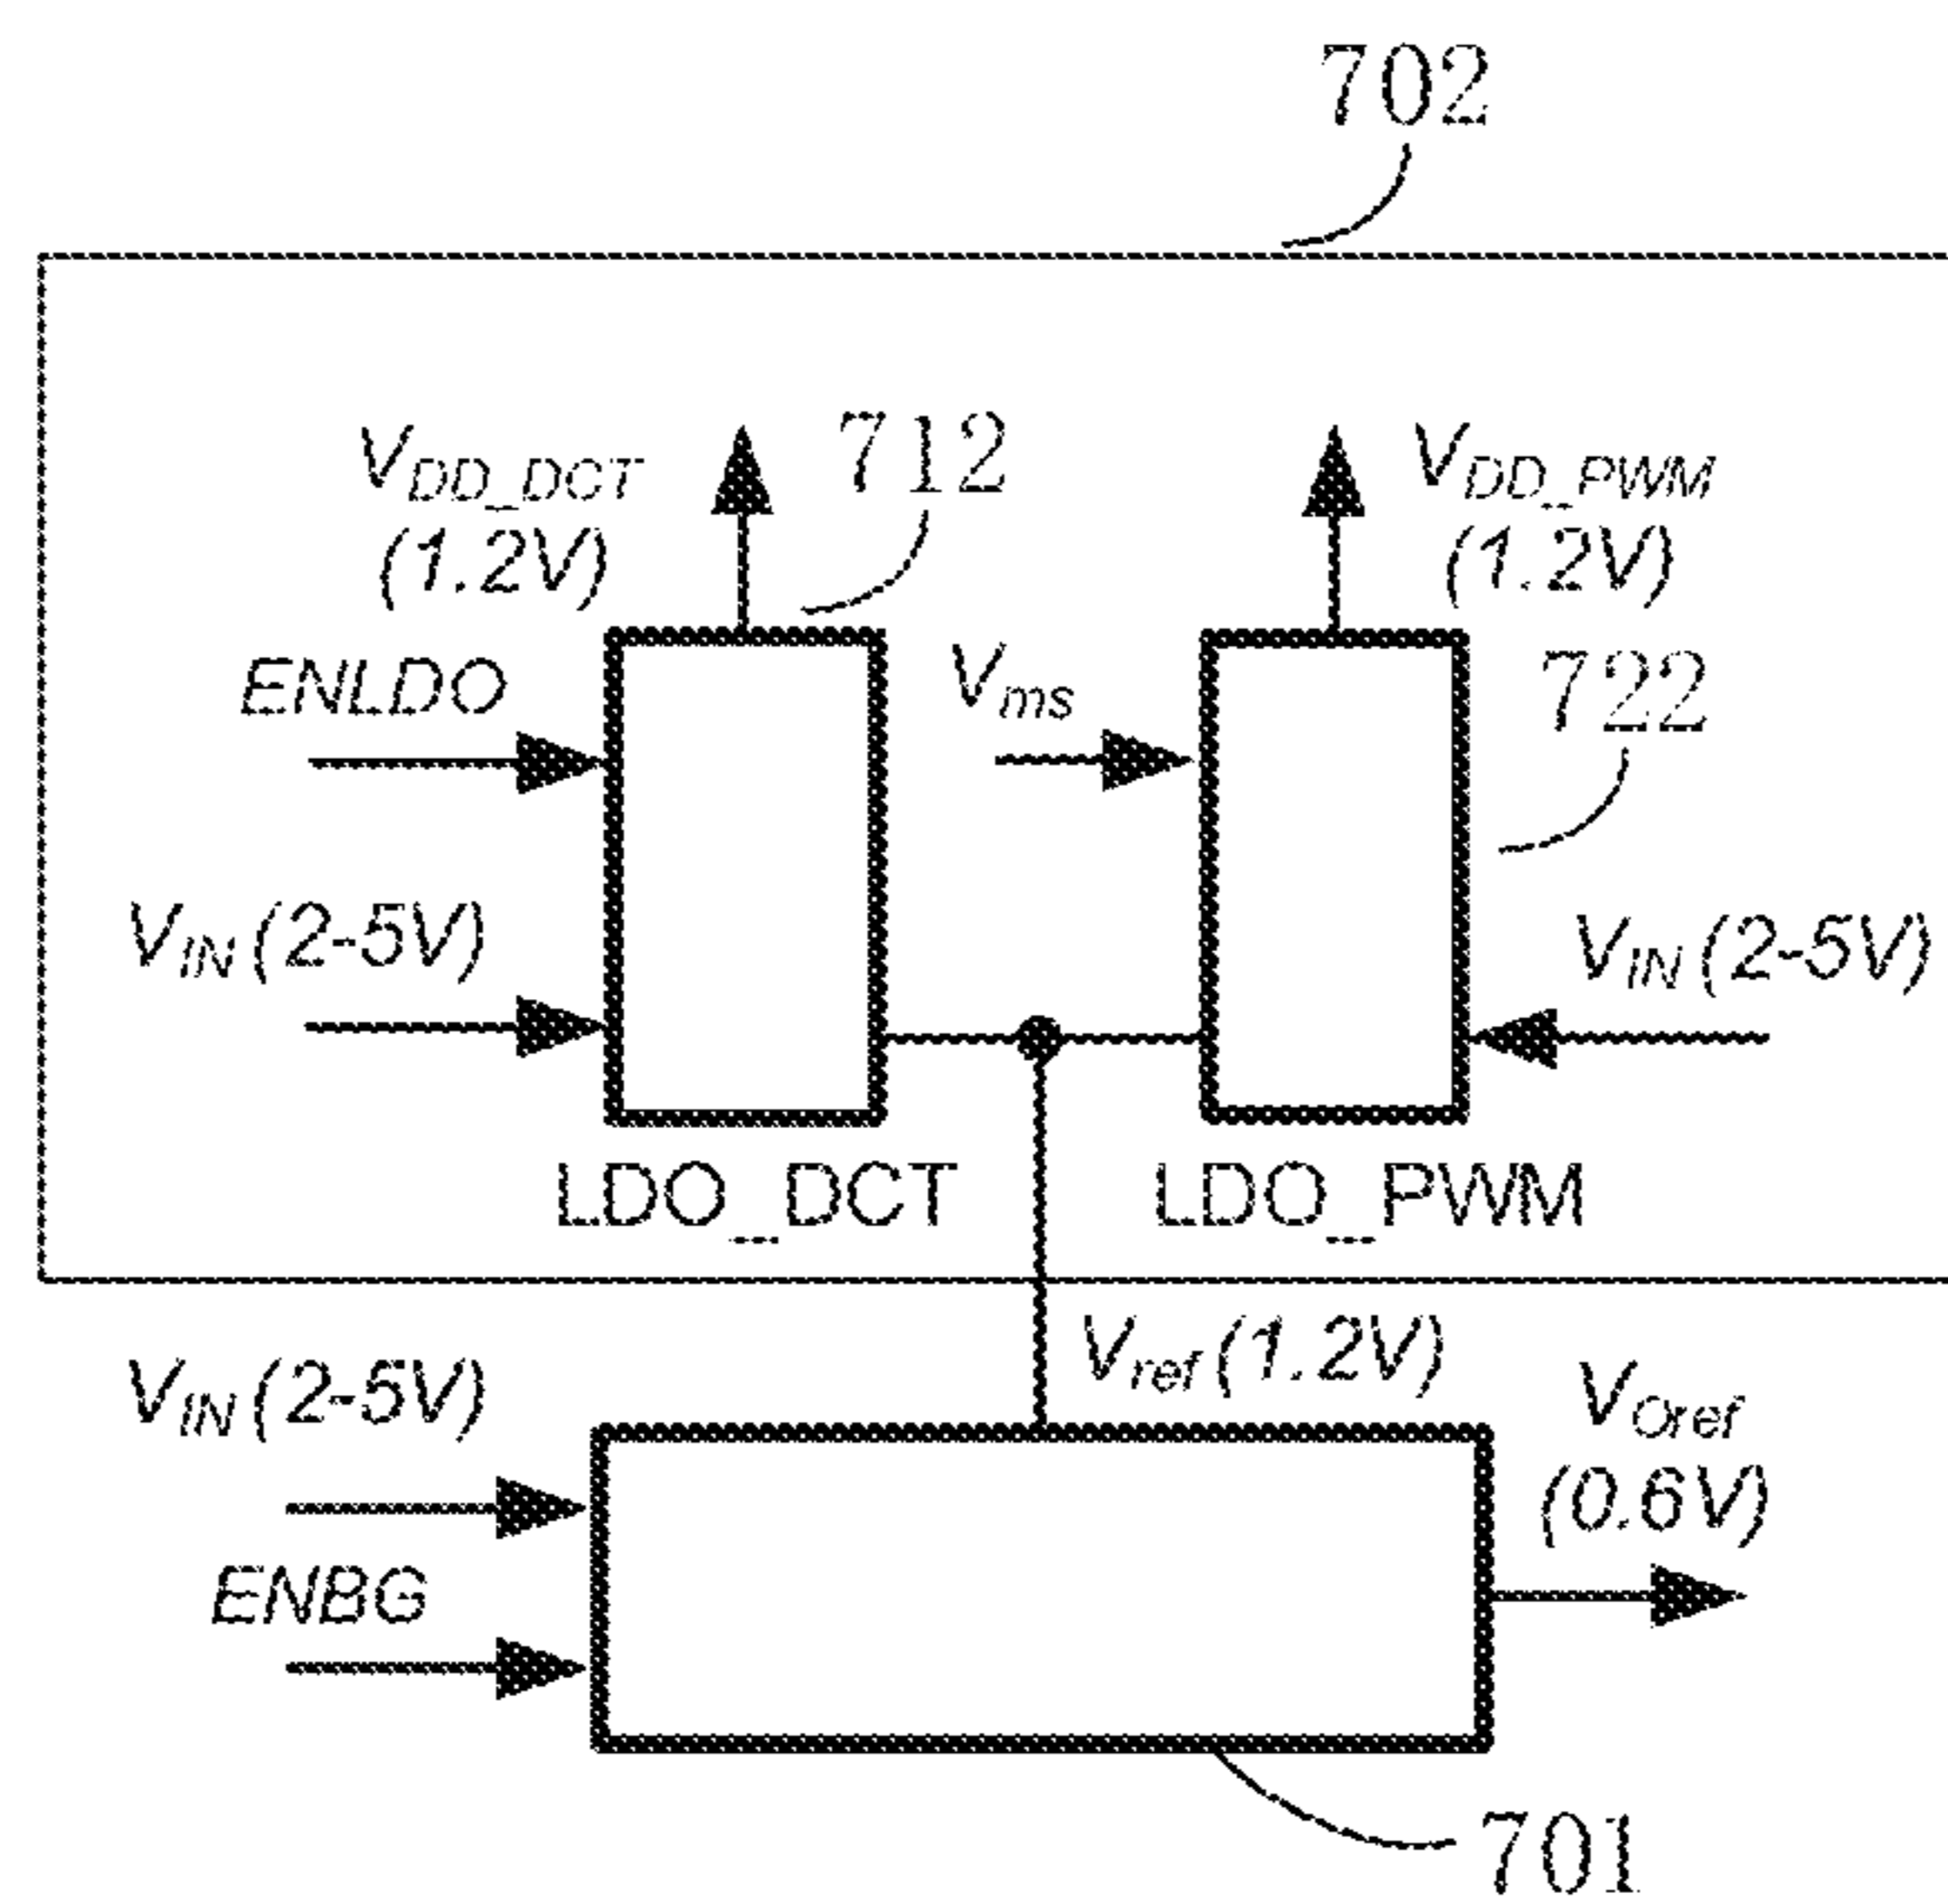 702
V_DD_DCT
(1.2V)
712
V_DD_PWM
(1.2V)
ENLDO
V_ms
722
V_IN (2-5V)
V_IN (2-5V)
LDO_DCT
LDO_PWM
V_ref (1.2V)
V_IN (2-5V)
V_Oref
(0.6V)
ENBG
701